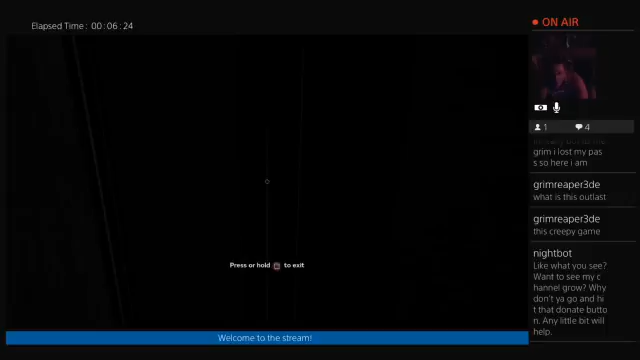 Elapsed Time : 00:06:24
ON AIR
1
4
grim i lost my pas
s so here i am
grimreaper3de
what is this outlast
grimreaper3de
this creepy game
nightbot
Like what you see?
Want to see my c
hannel grow? Why
don't ya go and hi
t that donate butto
n. Any little bit will
help.
Press or hold to exit
Welcome to the stream!